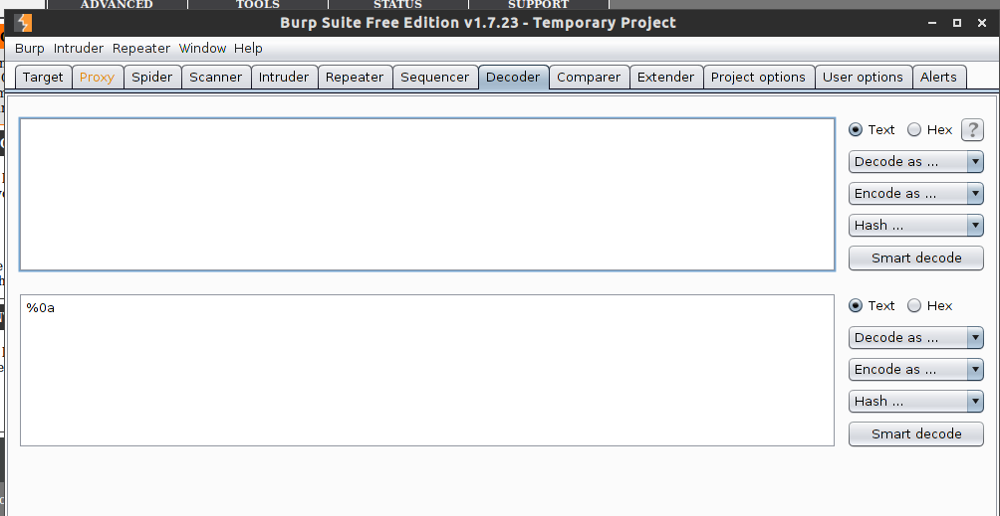 ADVANCED TOOLS STATUS SUPPORT
Burp Suite Free Edition v1.7.23 - Temporary Project
Burp Intruder Repeater Window Help
Target Proxy Spider Scanner Intruder Repeater Sequencer Decoder Comparer Extender Project options User options Alerts
Text Hex ?
Decode as ...
Encode as ...
Hash ...
Smart decode
%0a
Text Hex
Decode as ...
Encode as ...
Hash ...
Smart decode